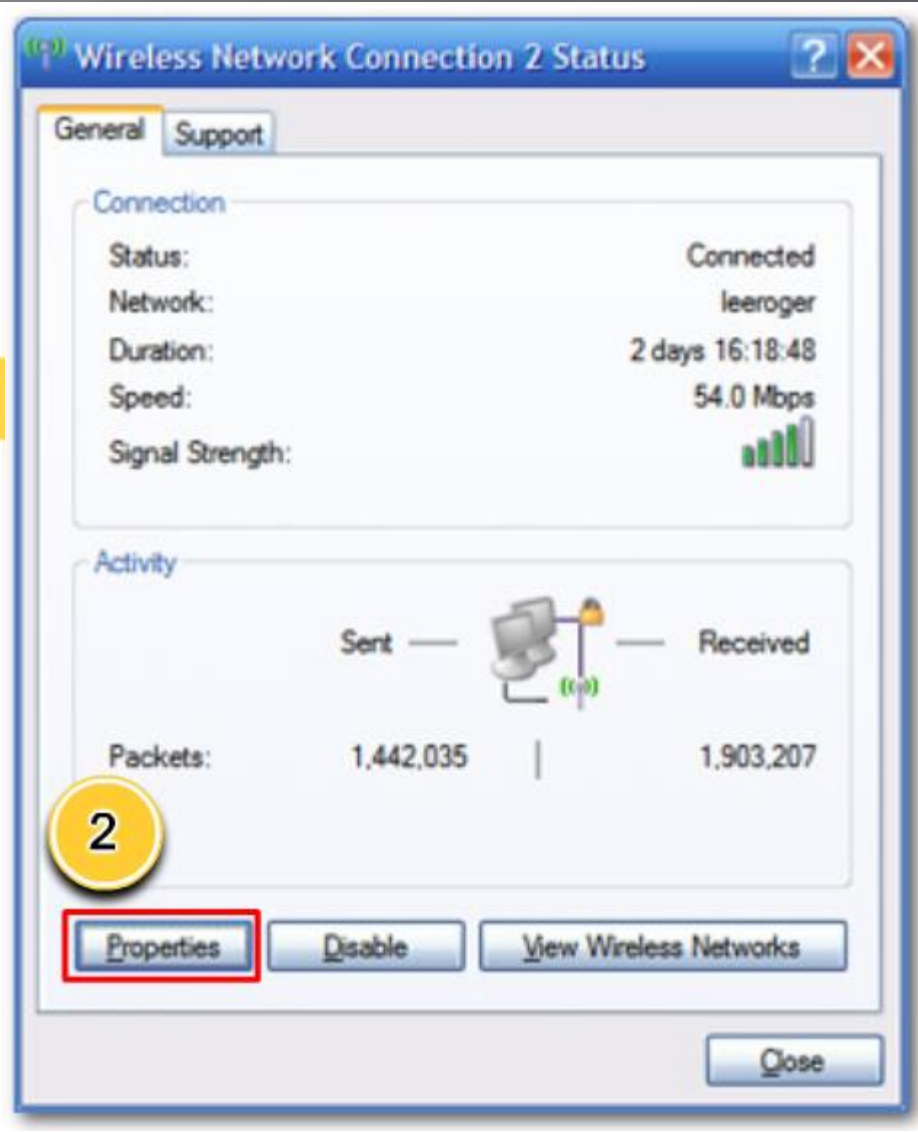 Wireless Network Connection 2 Status
General Support
Connection
Status: Connected
Network: leeroger
Duration: 2 days 16:18:48
Speed: 54.0 Mbps
Signal Strength:
Activity
Sent — — Received
Packets: 1,442,035 | 1,903,207
2
Properties Disable View Wireless Networks
Close